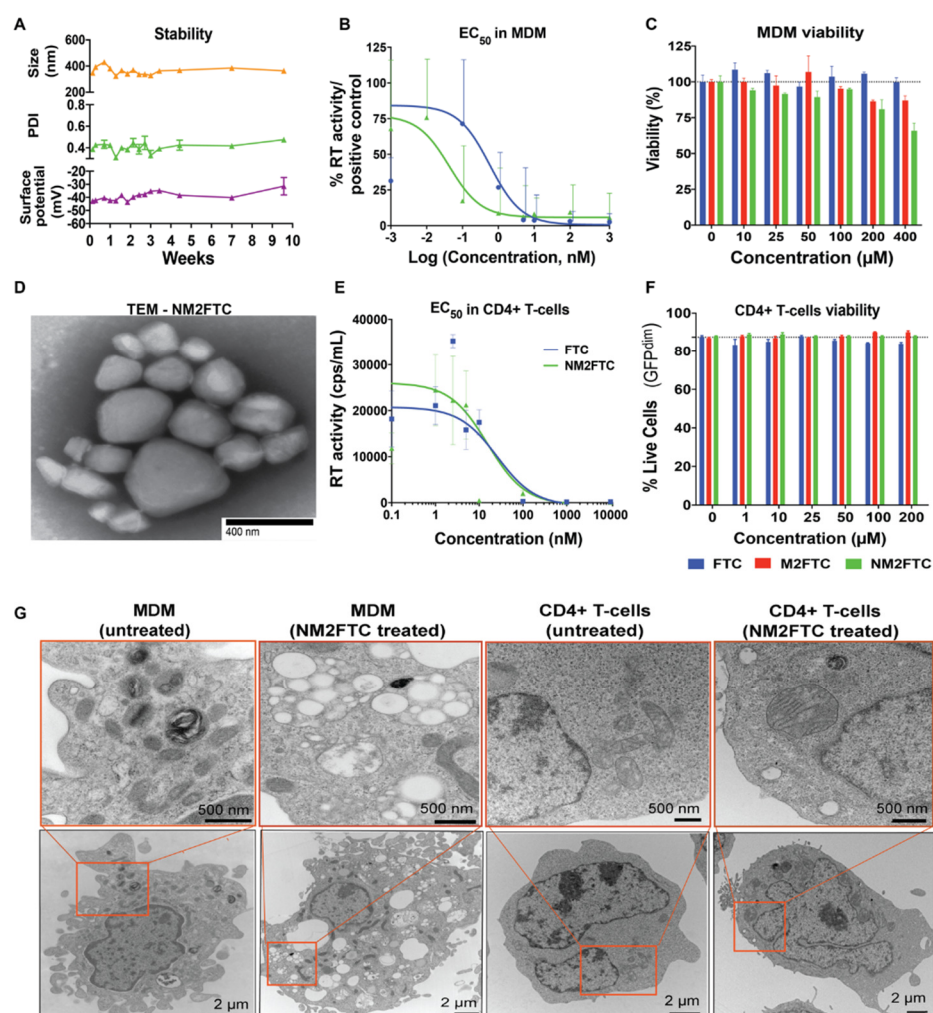 A
Stability
Size
(nm)
600
400
200
PDI
0.8
0.6
0.4
0.2
Surface
potential
(mV)
-20
-30
-40
-50
-60
0 1 2 3 4 5 6 7 8 9 10
Weeks
B
EC50 in MDM
% RT activity/
positive control
125
100
75
50
25
0
-3 -2 -1 0 1 2 3
Log (Concentration, nM)
C
MDM viability
Viability (%)
125
100
75
50
25
0
0 10 25 50 100 200 400
Concentration (µM)
D
TEM - NM2FTC
400 nm
E
EC50 in CD4+ T-cells
RT activity (cps/mL)
40000
30000
20000
10000
0
FTC
NM2FTC
0.1 1 10 100 1000 10000
Concentration (nM)
F
CD4+ T-cells viability
% Live Cells (GFPdim)
100
80
60
40
20
0
0 1 10 25 50 100 200
Concentration (µM)
FTC M2FTC NM2FTC
G
MDM
(untreated)
MDM
(NM2FTC treated)
CD4+ T-cells
(untreated)
CD4+ T-cells
(NM2FTC treated)
500 nm
500 nm
500 nm
500 nm
2 µm
2 µm
2 µm
2 µm